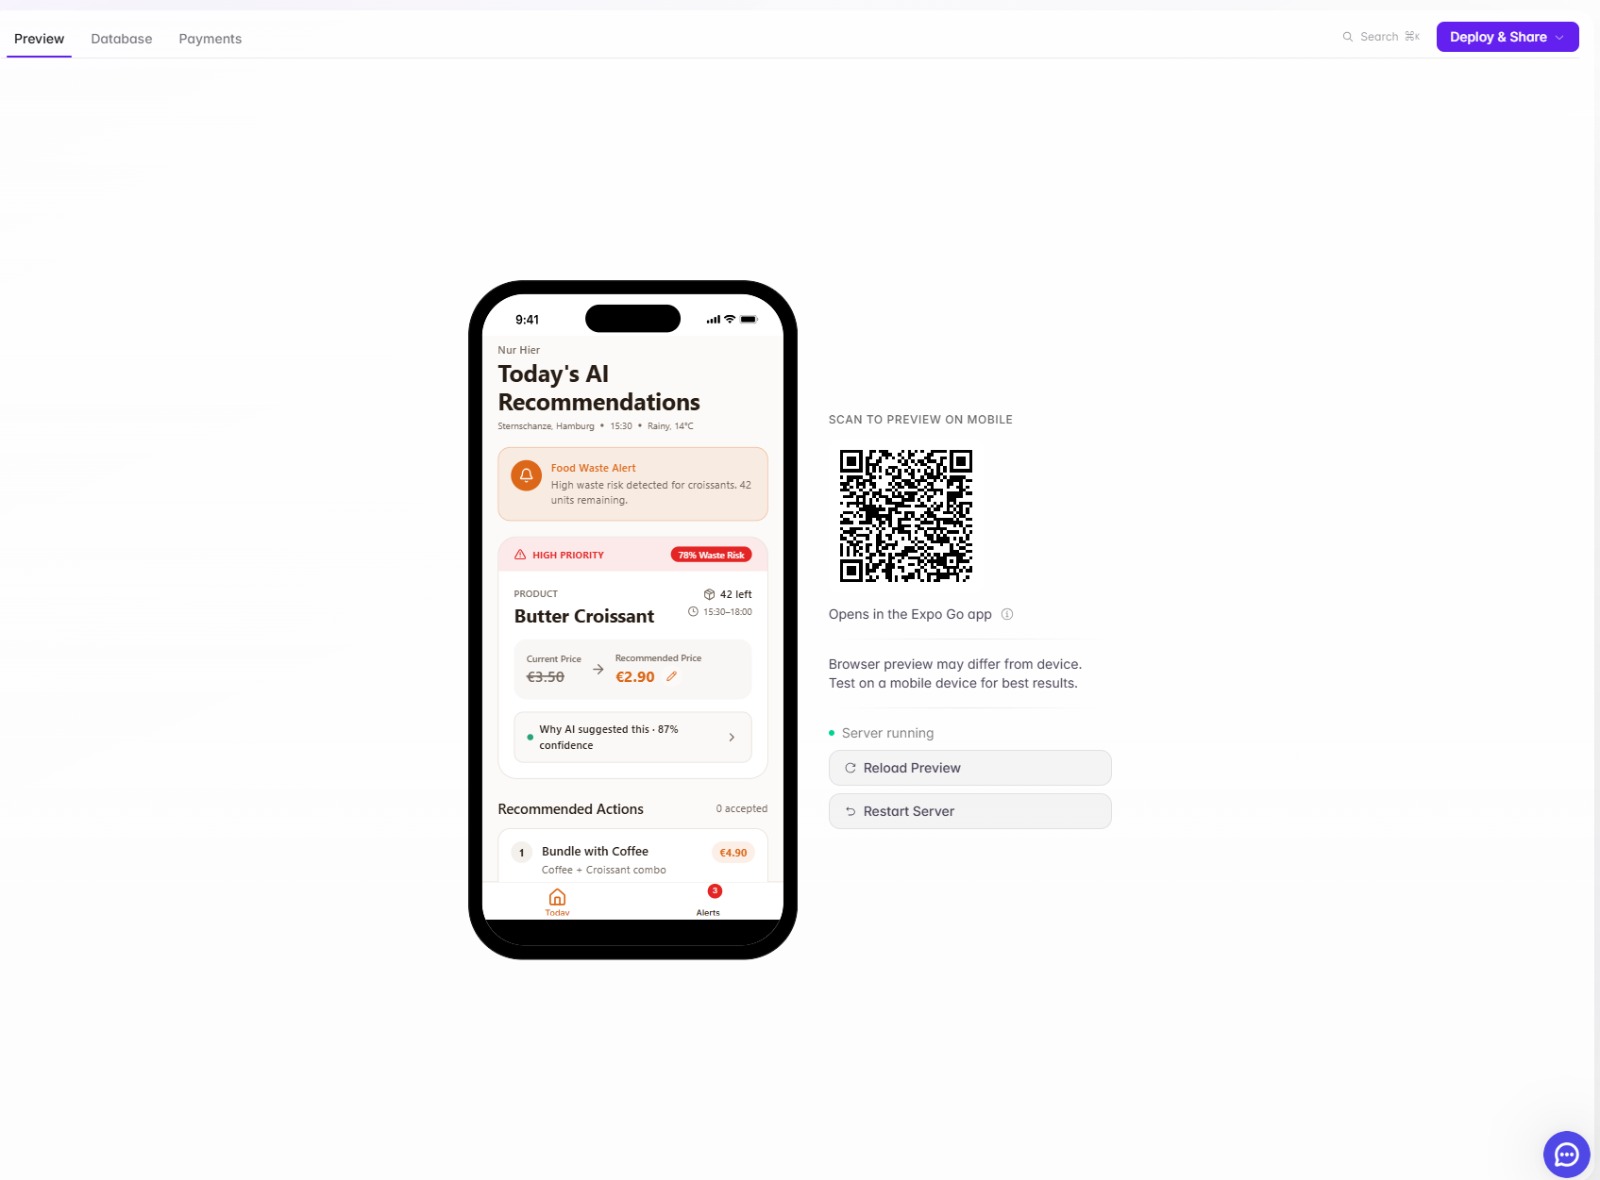 Preview
Database
Payments
Search ⌘K
Deploy & Share
9:41
Nur Hier
Today's AI
Recommendations
Sternschanze, Hamburg • 15:30 • Rainy, 14°C
Food Waste Alert
High waste risk detected for croissants. 42
units remaining.
HIGH PRIORITY
78% Waste Risk
PRODUCT
42 left
Butter Croissant
15:30–18:00
Current Price
Recommended Price
€3.50
€2.90
Why AI suggested this · 87%
confidence
Recommended Actions
0 accepted
1
Bundle with Coffee
€4.90
Coffee + Croissant combo
3
Today
Alerts
SCAN TO PREVIEW ON MOBILE
Opens in the Expo Go app
Browser preview may differ from device.
Test on a mobile device for best results.
Server running
Reload Preview
Restart Server